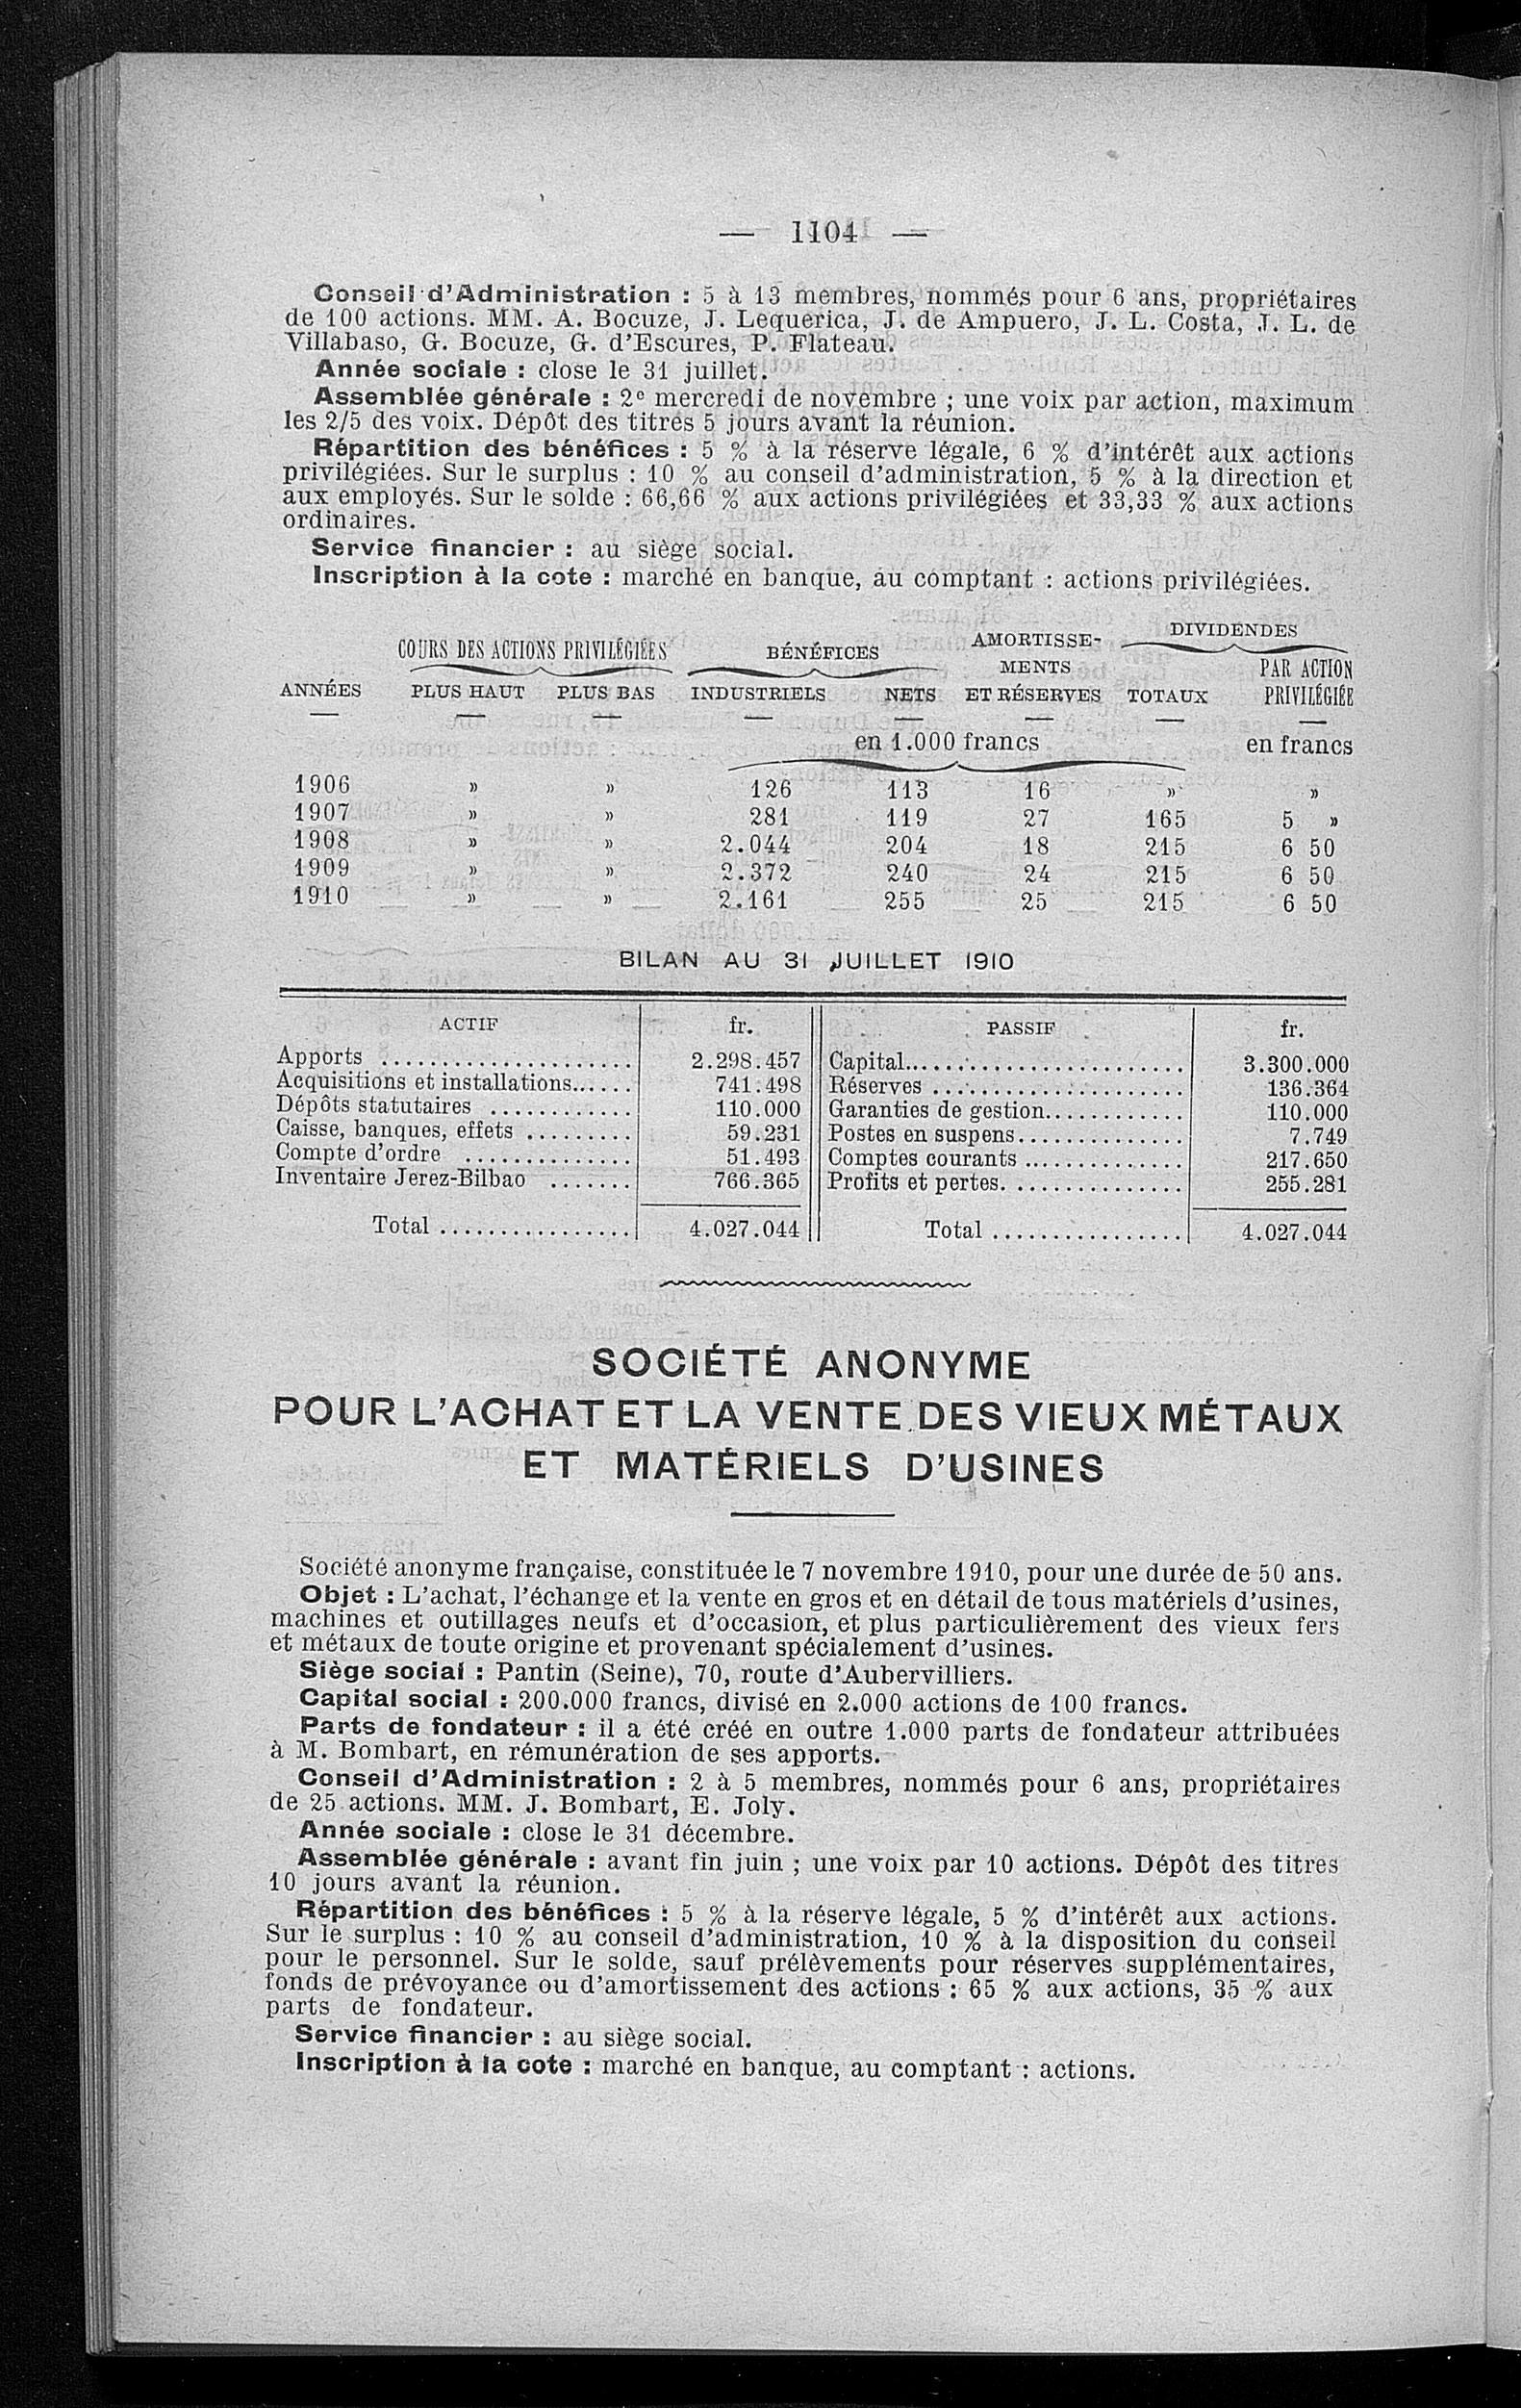 — 1104 —
Conseil d'Administration : 5 à 13 membres, nommés pour 6 ans, propriétaires
de 100 actions. MM. A. Bocuze, J. Lequerica, J. de Ampuero, J. L. Costa, J. L. de
Villabaso, G. Bocuze, G. d'Escures, P. Flateau.
Année sociale : close le 31 juillet.
Assemblée générale : 2e mercredi de novembre ; une voix par action, maximum
les 2/5 des voix. Dépôt des titres 5 jours avant la réunion.
Répartition des bénéfices : 5 % à la réserve légale, 6 % d'intérêt aux actions
privilégiées. Sur le surplus : 10 % au conseil d'administration, 5 % à la direction et
aux employés. Sur le solde : 66,66 % aux actions privilégiées et 33,33 % aux actions
ordinaires.
Service financier : au siège social.
Inscription à la cote : marché en banque, au comptant : actions privilégiées.
COURS DES ACTIONS PRIVILÉGIÉES BÉNÉFICES AMORTISSE- DIVIDENDES
MENTS PAR ACTION
ANNÉES PLUS HAUT PLUS BAS INDUSTRIELS NETS ET RÉSERVES TOTAUX PRIVILÉGIÉE
en 1.000 francs en francs
1906 » » 126 113 16 » »
1907 » » 281 119 27 165 5 »
1908 » » 2.044 204 18 215 6 50
1909 » » 2.372 240 24 215 6 50
1910 » » 2.161 255 25 215 6 50
BILAN AU 31 JUILLET 1910
ACTIF fr. PASSIF fr.
Apports ..................... 2.298.457 Capital....................... 3.300.000
Acquisitions et installations...... 741.498 Réserves ..................... 136.364
Dépôts statutaires ............ 110.000 Garanties de gestion............ 110.000
Caisse, banques, effets ......... 59.231 Postes en suspens.............. 7.749
Compte d'ordre .............. 51.493 Comptes courants .............. 217.650
Inventaire Jerez-Bilbao ....... 766.365 Profits et pertes. .............. 255.281
Total ................ 4.027.044 Total ................ 4.027.044
SOCIÉTÉ ANONYME
POUR L'ACHAT ET LA VENTE DES VIEUX MÉTAUX
ET MATÉRIELS D'USINES
Société anonyme française, constituée le 7 novembre 1910, pour une durée de 50 ans.
Objet : L'achat, l'échange et la vente en gros et en détail de tous matériels d'usines,
machines et outillages neufs et d'occasion, et plus particulièrement des vieux fers
et métaux de toute origine et provenant spécialement d'usines.
Siège social : Pantin (Seine), 70, route d'Aubervilliers.
Capital social : 200.000 francs, divisé en 2.000 actions de 100 francs.
Parts de fondateur : il a été créé en outre 1.000 parts de fondateur attribuées
à M. Bombart, en rémunération de ses apports.
Conseil d'Administration : 2 à 5 membres, nommés pour 6 ans, propriétaires
de 25 actions. MM. J. Bombart, E. Joly.
Année sociale : close le 31 décembre.
Assemblée générale : avant fin juin ; une voix par 10 actions. Dépôt des titres
10 jours avant la réunion.
Répartition des bénéfices : 5 % à la réserve légale, 5 % d'intérêt aux actions.
Sur le surplus : 10 % au conseil d'administration, 10 % à la disposition du conseil
pour le personnel. Sur le solde, sauf prélèvements pour réserves supplémentaires,
fonds de prévoyance ou d'amortissement des actions : 65 % aux actions, 35 % aux
parts de fondateur.
Service financier : au siège social.
Inscription à la cote : marché en banque, au comptant : actions.